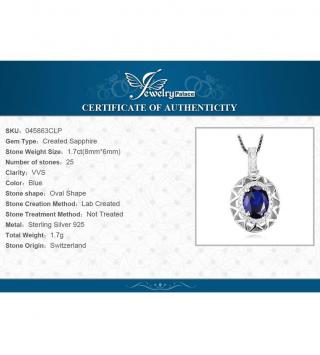 Jewelry Palace
CERTIFICATE OF AUTHENTICITY
SKU: 045863CLP
Gem Type: Created Sapphire
Stone Weight Size: 1.7ct(8mm*6mm)
Number of stones: 25
Clarity: VVS
Color: Blue
Stone shape: Oval Shape
Stone Creation Method: Lab Created
Stone Treatment Method: Not Treated
Metal: Sterling Silver 925
Total Weight: 1.7g
Stone Origin: Switzerland